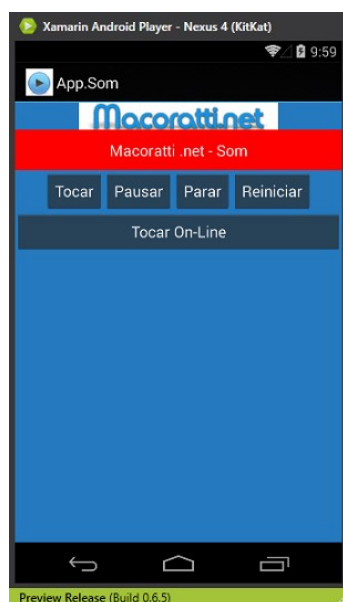 Xamarin Android Player - Nexus 4 (KitKat)
9:59
App.Som
Macoratti.net
Macoratti .net - Som
Tocar Pausar Parar Reiniciar
Tocar On-Line
Preview Release (Build 0.6.5)